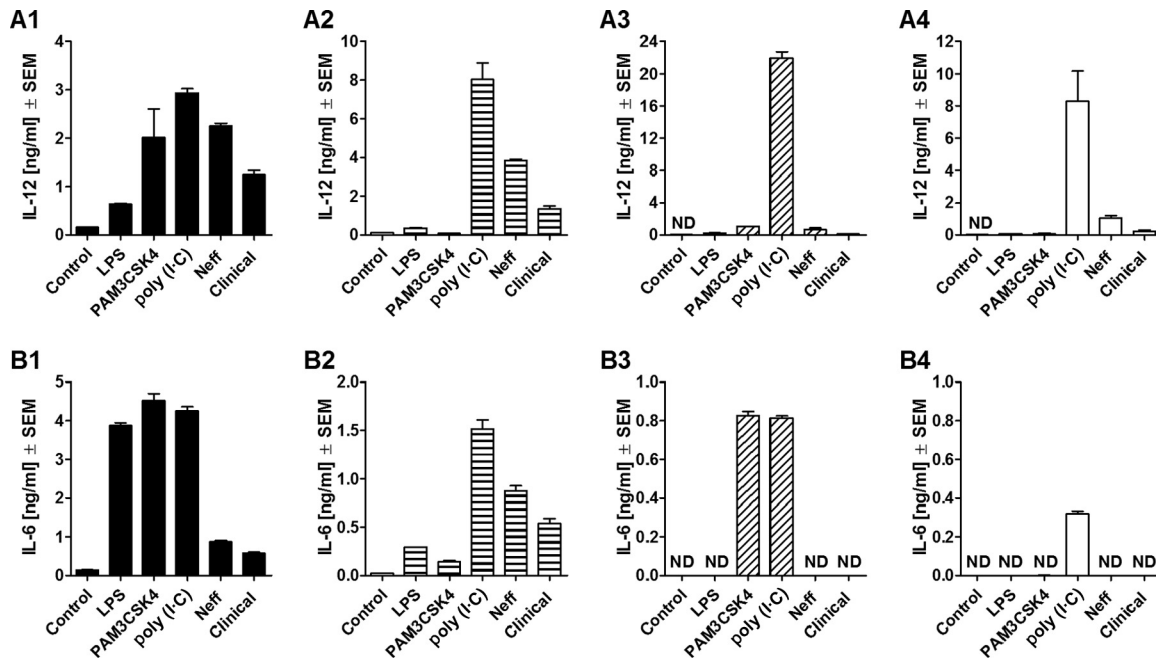 A1
IL-12 [ng/ml] ± SEM
4
3
2
1
0
Control
LPS
PAM3CSK4
poly (I·C)
Neff
Clinical
A2
IL-12 [ng/ml] ± SEM
10
8
6
4
2
0
Control
LPS
PAM3CSK4
poly (I·C)
Neff
Clinical
A3
IL-12 [ng/ml] ± SEM
24
22
20
18
16
14
12
10
8
6
4
2
0
ND
Control
LPS
PAM3CSK4
poly (I·C)
Neff
Clinical
A4
IL-12 [ng/ml] ± SEM
12
10
8
6
4
2
0
ND
Control
LPS
PAM3CSK4
poly (I·C)
Neff
Clinical
B1
IL-6 [ng/ml] ± SEM
5
4
3
2
1
0
Control
LPS
PAM3CSK4
poly (I·C)
Neff
Clinical
B2
IL-6 [ng/ml] ± SEM
2.0
1.5
1.0
0.5
0.0
Control
LPS
PAM3CSK4
poly (I·C)
Neff
Clinical
B3
IL-6 [ng/ml] ± SEM
1.0
0.8
0.6
0.4
0.2
0.0
ND ND ND ND
Control
LPS
PAM3CSK4
poly (I·C)
Neff
Clinical
B4
IL-6 [ng/ml] ± SEM
1.0
0.8
0.6
0.4
0.2
0.0
ND ND ND ND ND
Control
LPS
PAM3CSK4
poly (I·C)
Neff
Clinical